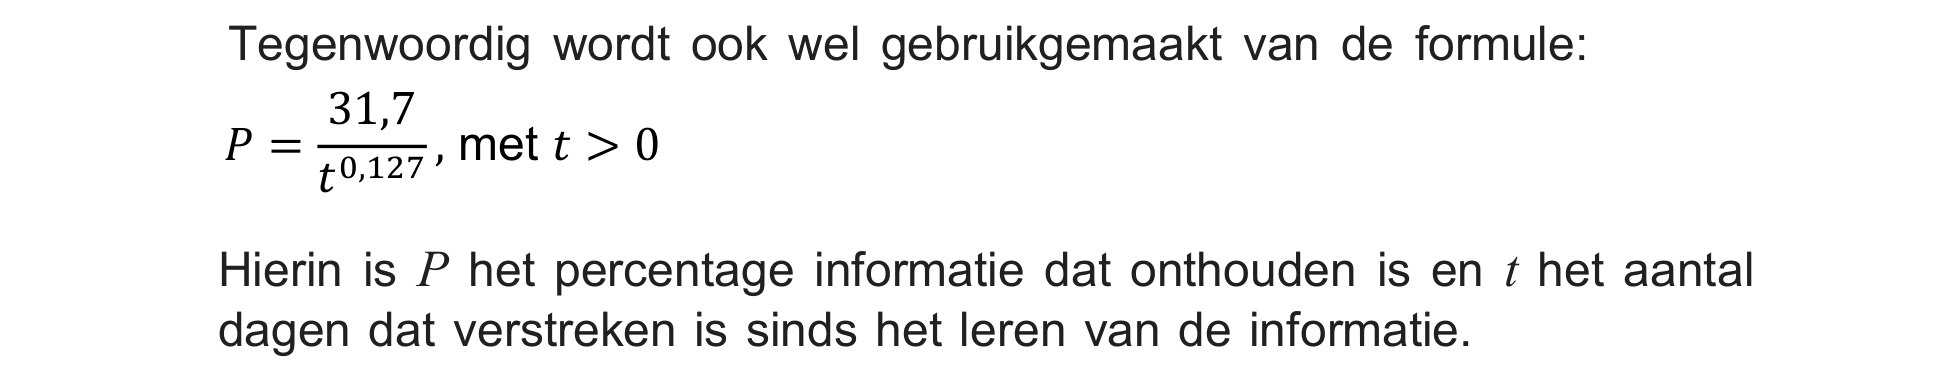 Tegenwoordig wordt ook wel gebruikgemaakt van de formule:
P = 31,7 / t^0,127, met t > 0
Hierin is P het percentage informatie dat onthouden is en t het aantal
dagen dat verstreken is sinds het leren van de informatie.